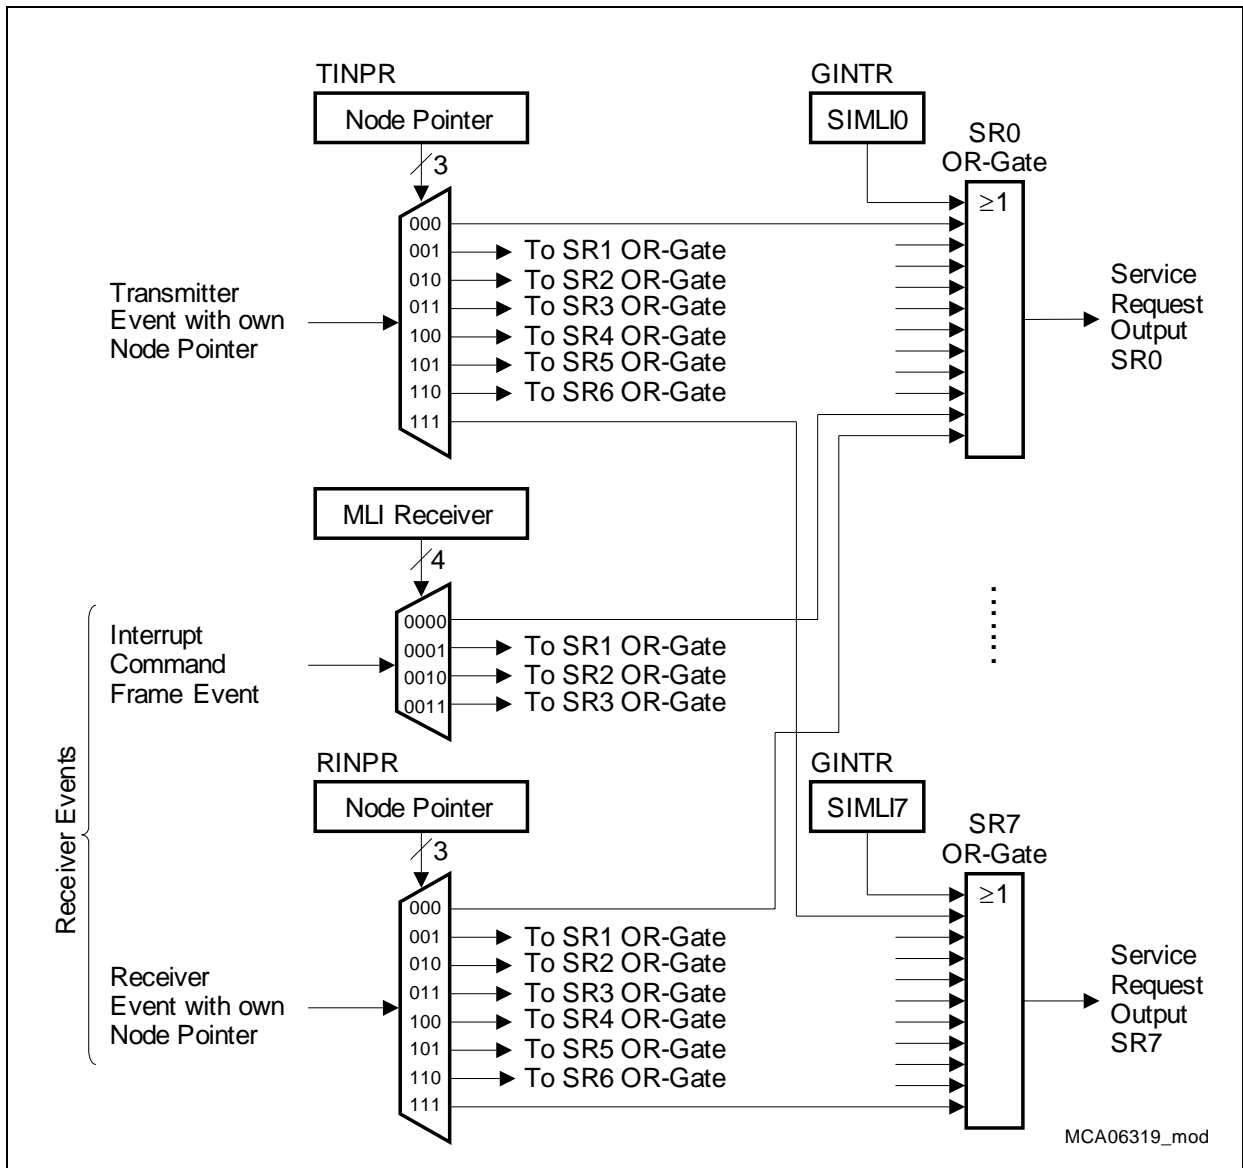 TINPR
Node Pointer
3
000
001
010
011
100
101
110
111
To SR1 OR-Gate
To SR2 OR-Gate
To SR3 OR-Gate
To SR4 OR-Gate
To SR5 OR-Gate
To SR6 OR-Gate
Transmitter
Event with own
Node Pointer
GINTR
SIMLI0
SR0
OR-Gate
≥1
Service
Request
Output
SR0
MLI Receiver
4
0000
0001
0010
0011
To SR1 OR-Gate
To SR2 OR-Gate
To SR3 OR-Gate
Interrupt
Command
Frame Event
Receiver Events
RINPR
Node Pointer
3
000
001
010
011
100
101
110
111
To SR1 OR-Gate
To SR2 OR-Gate
To SR3 OR-Gate
To SR4 OR-Gate
To SR5 OR-Gate
To SR6 OR-Gate
Receiver
Event with own
Node Pointer
GINTR
SIMLI7
SR7
OR-Gate
≥1
Service
Request
Output
SR7
MCA06319_mod